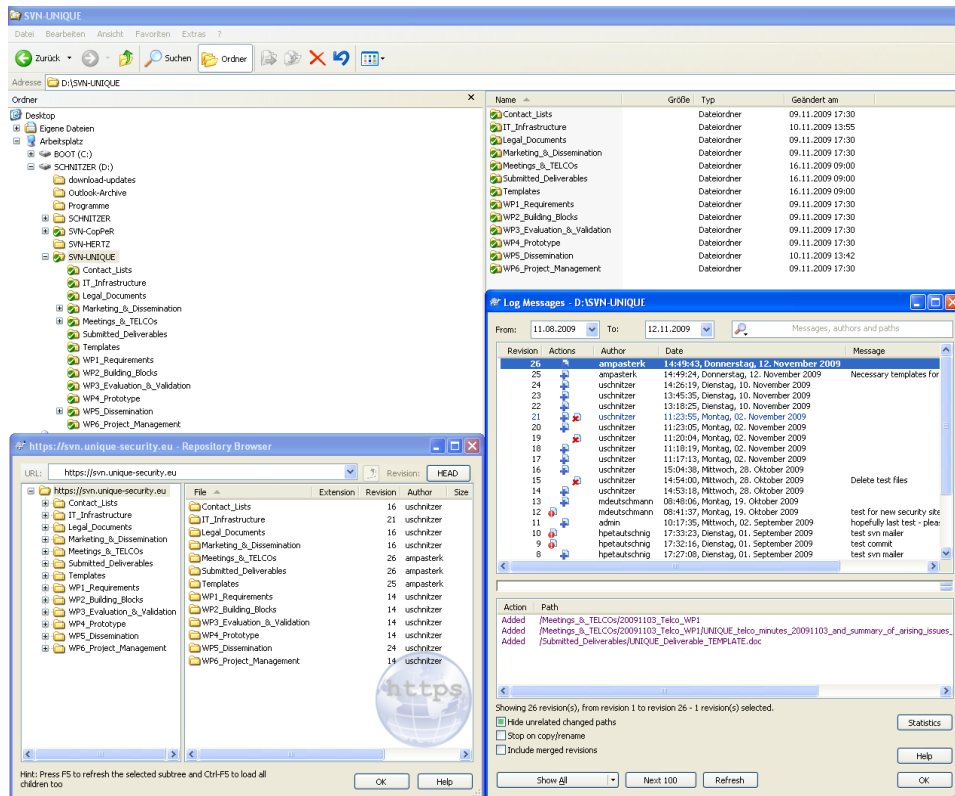 SVN-UNIQUE
Datei Bearbeiten Ansicht Favoriten Extras ?
Zurück Suchen Ordner
Adresse D:\SVN-UNIQUE
Ordner
Desktop
Eigene Dateien
Arbeitsplatz
BOOT (C:)
SCHNITZER (D:)
download-updates
Outlook-Archive
Programme
SCHNITZER
SVN-CopPeR
SVN-HERTZ
SVN-UNIQUE
Contact_Lists
IT_Infrastructure
Legal_Documents
Marketing_&_Dissemination
Meetings_&_TELCOs
Submitted_Deliverables
Templates
WP1_Requirements
WP2_Building_Blocks
WP3_Evaluation_&_Validation
WP4_Prototype
WP5_Dissemination
WP6_Project_Management
Name Größe Typ Geändert am
Contact_Lists Dateiordner 09.11.2009 17:30
IT_Infrastructure Dateiordner 10.11.2009 13:55
Legal_Documents Dateiordner 09.11.2009 17:30
Marketing_&_Dissemination Dateiordner 09.11.2009 17:30
Meetings_&_TELCOs Dateiordner 16.11.2009 09:00
Submitted_Deliverables Dateiordner 16.11.2009 09:00
Templates Dateiordner 16.11.2009 09:00
WP1_Requirements Dateiordner 09.11.2009 17:30
WP2_Building_Blocks Dateiordner 09.11.2009 17:30
WP3_Evaluation_&_Validation Dateiordner 09.11.2009 17:30
WP4_Prototype Dateiordner 09.11.2009 17:30
WP5_Dissemination Dateiordner 10.11.2009 13:42
WP6_Project_Management Dateiordner 09.11.2009 17:30
https://svn.unique-security.eu - Repository Browser
URL: https://svn.unique-security.eu Revision: HEAD
https://svn.unique-security.eu
Contact_Lists
IT_Infrastructure
Legal_Documents
Marketing_&_Dissemination
Meetings_&_TELCOs
Submitted_Deliverables
Templates
WP1_Requirements
WP2_Building_Blocks
WP3_Evaluation_&_Validation
WP4_Prototype
WP5_Dissemination
WP6_Project_Management
File Extension Revision Author Size
Contact_Lists 16 uschnitzer
IT_Infrastructure 21 uschnitzer
Legal_Documents 16 uschnitzer
Marketing_&_Dissemination 16 uschnitzer
Meetings_&_TELCOs 26 ampasterk
Submitted_Deliverables 26 ampasterk
Templates 25 ampasterk
WP1_Requirements 14 uschnitzer
WP2_Building_Blocks 14 uschnitzer
WP3_Evaluation_&_Validation 14 uschnitzer
WP4_Prototype 14 uschnitzer
WP5_Dissemination 24 uschnitzer
WP6_Project_Management 14 uschnitzer
https
Hint: Press F5 to refresh the selected subtree and Ctrl-F5 to load all
children too
OK Help
Log Messages - D:\SVN-UNIQUE
From: 11.08.2009 To: 12.11.2009 Messages, authors and paths
Revision Actions Author Date Message
26 ampasterk 14:49:43, Donnerstag, 12. November 2009
25 ampasterk 14:49:24, Donnerstag, 12. November 2009 Necessary templates for
24 uschnitzer 14:26:19, Dienstag, 10. November 2009
23 uschnitzer 13:45:35, Dienstag, 10. November 2009
22 uschnitzer 13:18:25, Dienstag, 10. November 2009
21 uschnitzer 11:23:55, Montag, 02. November 2009
20 uschnitzer 11:23:05, Montag, 02. November 2009
19 uschnitzer 11:20:04, Montag, 02. November 2009
18 uschnitzer 11:18:19, Montag, 02. November 2009
17 uschnitzer 11:17:13, Montag, 02. November 2009
16 uschnitzer 15:04:38, Mittwoch, 28. Oktober 2009
15 uschnitzer 14:54:00, Mittwoch, 28. Oktober 2009 Delete test files
14 uschnitzer 14:53:18, Mittwoch, 28. Oktober 2009
13 mdeutschmann 08:48:06, Montag, 19. Oktober 2009
12 mdeutschmann 08:41:37, Montag, 19. Oktober 2009 test for new security site
11 admin 10:17:35, Mittwoch, 02. September 2009 hopefully last test - pleas
10 hpetautschnig 17:33:23, Dienstag, 01. September 2009 test svn mailer
9 hpetautschnig 17:32:16, Dienstag, 01. September 2009 test commit
8 hpetautschnig 17:27:08, Dienstag, 01. September 2009 test svn mailer
Action Path
Added /Meetings_&_TELCOs/20091103_Telco_WP1
Added /Meetings_&_TELCOs/20091103_Telco_WP1/UNIQUE_telco_minutes_20091103_and_summary_of_arising_issues_
Added /Submitted_Deliverables/UNIQUE_Deliverable_TEMPLATE.doc
Showing 26 revision(s), from revision 1 to revision 26 - 1 revision(s) selected.
Hide unrelated changed paths
Stop on copy/rename
Include merged revisions
Statistics
Help
Show All Next 100 Refresh OK